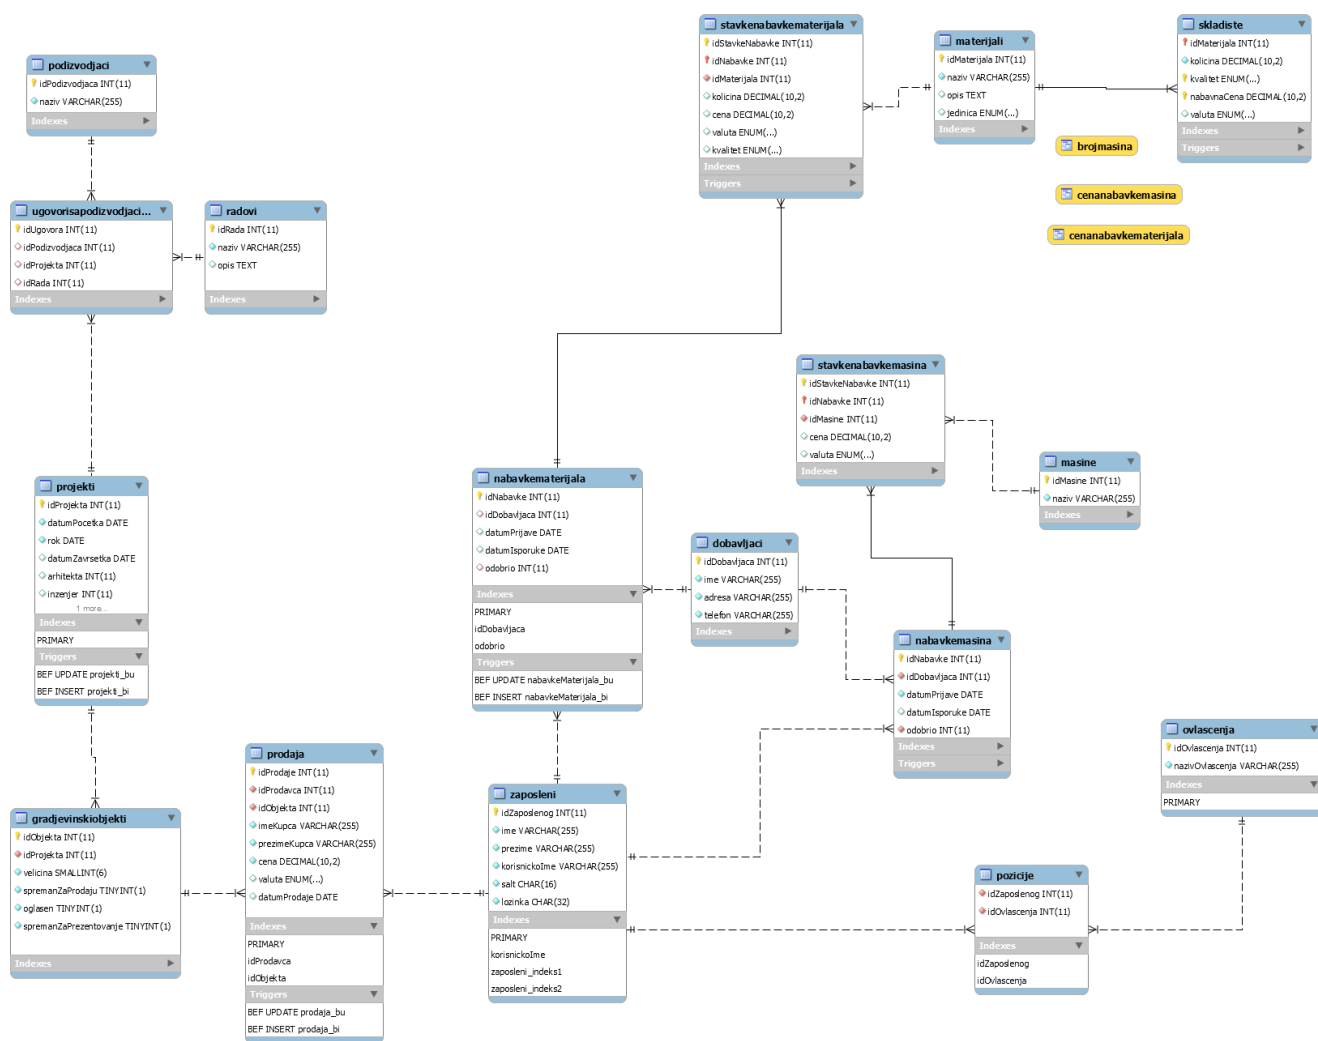 podizvodjaci
idPodizvodjaca INT(11)
naziv VARCHAR(255)
Indexes
ugovorisapodizvodjaci...
idUgovora INT(11)
idPodizvodjaca INT(11)
idProjekta INT(11)
idRada INT(11)
Indexes
radovi
idRada INT(11)
naziv VARCHAR(255)
opis TEXT
Indexes
stavkenabavkematerijala
idStavkeNabavke INT(11)
idNabavke INT(11)
idMaterijala INT(11)
kolicina DECIMAL(10,2)
cena DECIMAL(10,2)
valuta ENUM(...)
kvalitet ENUM(...)
Indexes
Triggers
materijali
idMaterijala INT(11)
naziv VARCHAR(255)
opis TEXT
jedinica ENUM(...)
Indexes
skladiste
idMaterijala INT(11)
kolicina DECIMAL(10,2)
kvalitet ENUM(...)
nabavnaCena DECIMAL(10,2)
valuta ENUM(...)
Indexes
Triggers
brojmasina
cenanabavkemasina
cenanabavkematerijala
stavkenabavkemasina
idStavkeNabavke INT(11)
idNabavke INT(11)
idMasine INT(11)
cena DECIMAL(10,2)
valuta ENUM(...)
Indexes
masine
idMasine INT(11)
naziv VARCHAR(255)
Indexes
projekti
idProjekta INT(11)
datumPocetka DATE
rok DATE
datumZavrsetka DATE
arhitekta INT(11)
inzenjer INT(11)
1 more...
Indexes
PRIMARY
Triggers
BEF UPDATE projekti_bu
BEF INSERT projekti_bi
nabavkematerijala
idNabavke INT(11)
idDobavljaca INT(11)
datumPrijave DATE
datumIsporuke DATE
odobrio INT(11)
Indexes
PRIMARY
idDobavljaca
odobrio
Triggers
BEF UPDATE nabavkeMaterijala_bu
BEF INSERT nabavkeMaterijala_bi
dobavljaci
idDobavljaca INT(11)
ime VARCHAR(255)
adresa VARCHAR(255)
telefon VARCHAR(255)
Indexes
nabavkemasina
idNabavke INT(11)
idDobavljaca INT(11)
datumPrijave DATE
datumIsporuke DATE
odobrio INT(11)
Indexes
Triggers
ovlascenja
idOvlascenja INT(11)
nazivOvlascenja VARCHAR(255)
Indexes
PRIMARY
gradjevinskiobjekti
idObjekta INT(11)
idProjekta INT(11)
velicina SMALLINT(6)
spremanZaProdaju TINYINT(1)
oglasen TINYINT(1)
spremanZaPrezentovanje TINYINT(1)
Indexes
prodaja
idProdaje INT(11)
idProdavca INT(11)
idObjekta INT(11)
imeKupca VARCHAR(255)
prezimeKupca VARCHAR(255)
cena DECIMAL(10,2)
valuta ENUM(...)
datumProdaje DATE
Indexes
PRIMARY
idProdavca
idObjekta
Triggers
BEF UPDATE prodaja_bu
BEF INSERT prodaja_bi
zaposleni
idZaposlenog INT(11)
ime VARCHAR(255)
prezime VARCHAR(255)
korisnickoIme VARCHAR(255)
salt CHAR(16)
lozinka CHAR(32)
Indexes
PRIMARY
korisnickoIme
zaposleni_indeks1
zaposleni_indeks2
pozicije
idZaposlenog INT(11)
idOvlascenja INT(11)
Indexes
idZaposlenog
idOvlascenja